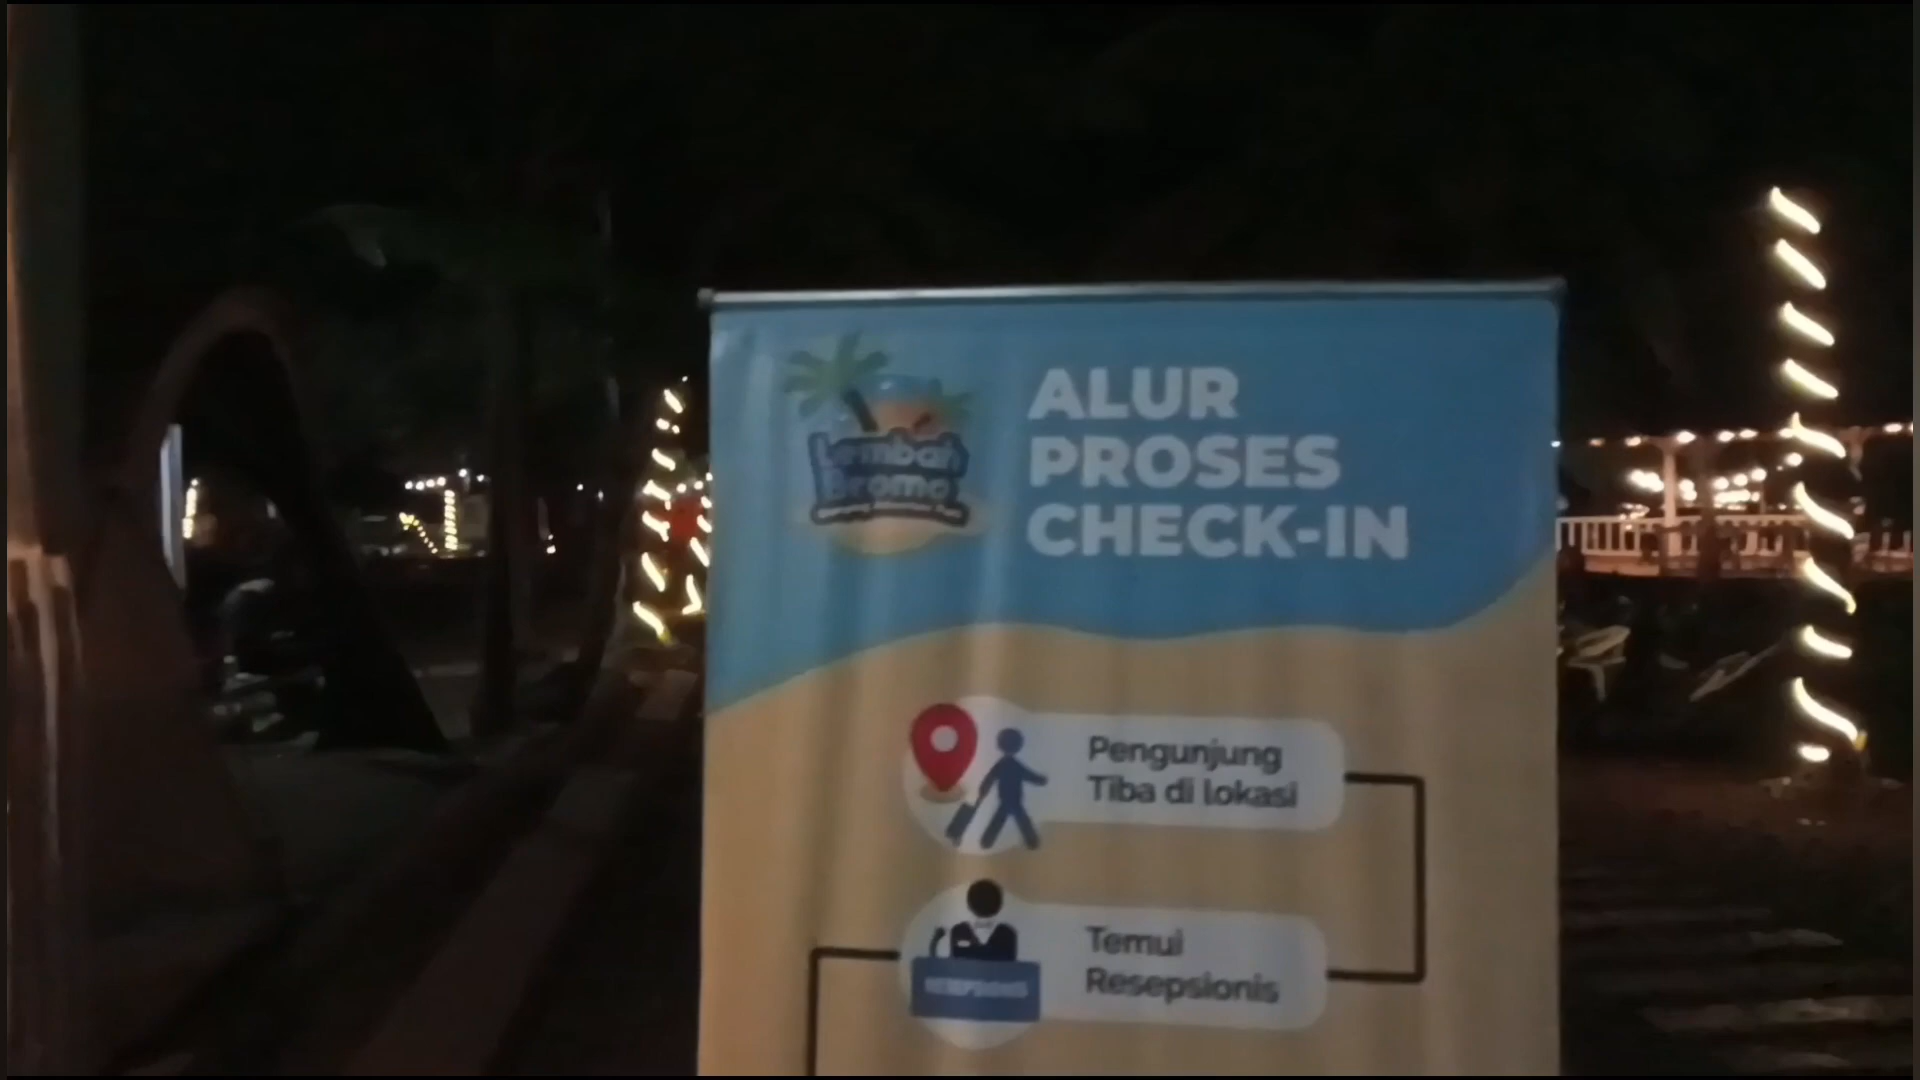 Lembah
Bromo
ALUR
PROSES
CHECK-IN
Pengunjung
Tiba di lokasi
Temui
Resepsionis